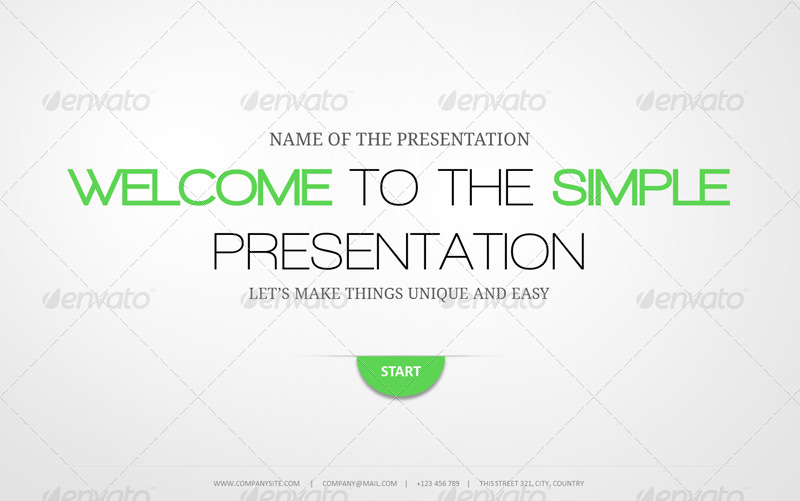 envato envato envato envato
NAME OF THE PRESENTATION
WELCOME TO THE SIMPLE
PRESENTATION
LET'S MAKE THINGS UNIQUE AND EASY
envato envato envato envato
START
WWW.COMPANYSITE.COM | COMPANY@MAIL.COM | +123 456 789 | THIS STREET 321, CITY, COUNTRY
envato envato envato envato